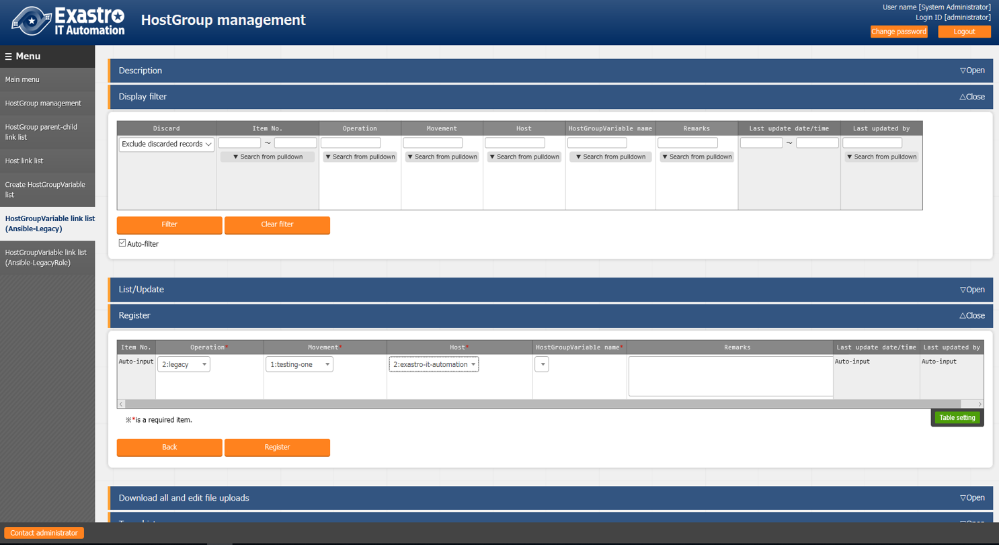 Exastro
IT Automation
HostGroup management
User name [System Administrator]
Login ID [administrator]
Change password
Logout
☰ Menu
Main menu
HostGroup management
HostGroup parent-child
link list
Host link list
Create HostGroupVariable
list
HostGroupVariable link list
(Ansible-Legacy)
HostGroupVariable link list
(Ansible-LegacyRole)
Description ▽Open
Display filter △Close
Discard Item No. Operation Movement Host HostGroupVariable name Remarks Last update date/time Last updated by
Exclude discarded records ～ ～
▼ Search from pulldown ▼ Search from pulldown ▼ Search from pulldown ▼ Search from pulldown ▼ Search from pulldown ▼ Search from pulldown ▼ Search from pulldown
Filter Clear filter
Auto-filter
List/Update ▽Open
Register △Close
Item No. Operation* Movement* Host* HostGroupVariable name* Remarks Last update date/time Last updated by
Auto-input 2:legacy 1:testing-one 2:exastro-it-automation Auto-input Auto-input
※*is a required item.
Table setting
Back Register
Download all and edit file uploads ▽Open
Contact administrator